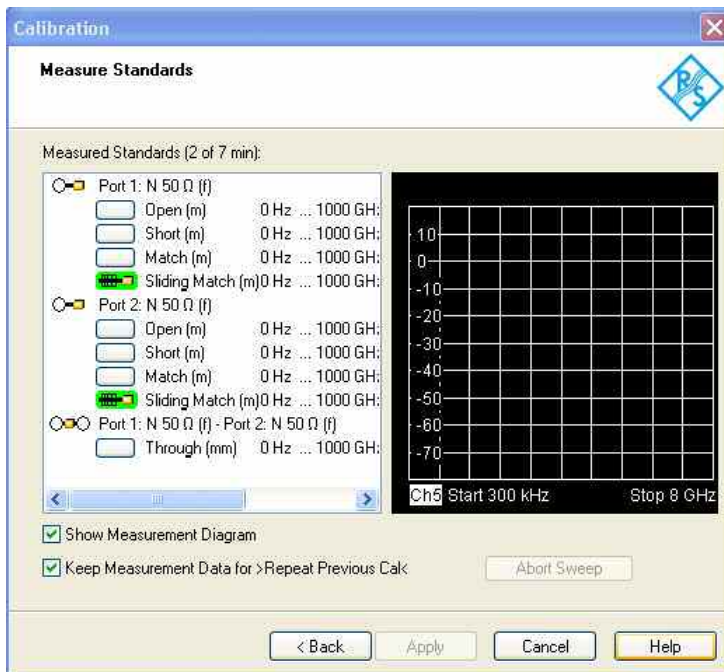 Calibration
Measure Standards
R S
Measured Standards (2 of 7 min):
Port 1: N 50 Ω (f)
Open (m) 0 Hz ... 1000 GH:
Short (m) 0 Hz ... 1000 GH:
Match (m) 0 Hz ... 1000 GH:
Sliding Match (m)0 Hz ... 1000 GH:
Port 2: N 50 Ω (f)
Open (m) 0 Hz ... 1000 GH:
Short (m) 0 Hz ... 1000 GH:
Match (m) 0 Hz ... 1000 GH:
Sliding Match (m)0 Hz ... 1000 GH:
Port 1: N 50 Ω (f) - Port 2: N 50 Ω (f)
Through (mm) 0 Hz ... 1000 GH:
10
0
-10
-20
-30
-40
-50
-60
-70
Ch5 Start 300 kHz Stop 8 GHz
Show Measurement Diagram
Keep Measurement Data for >Repeat Previous Cal<
Abort Sweep
< Back
Apply
Cancel
Help